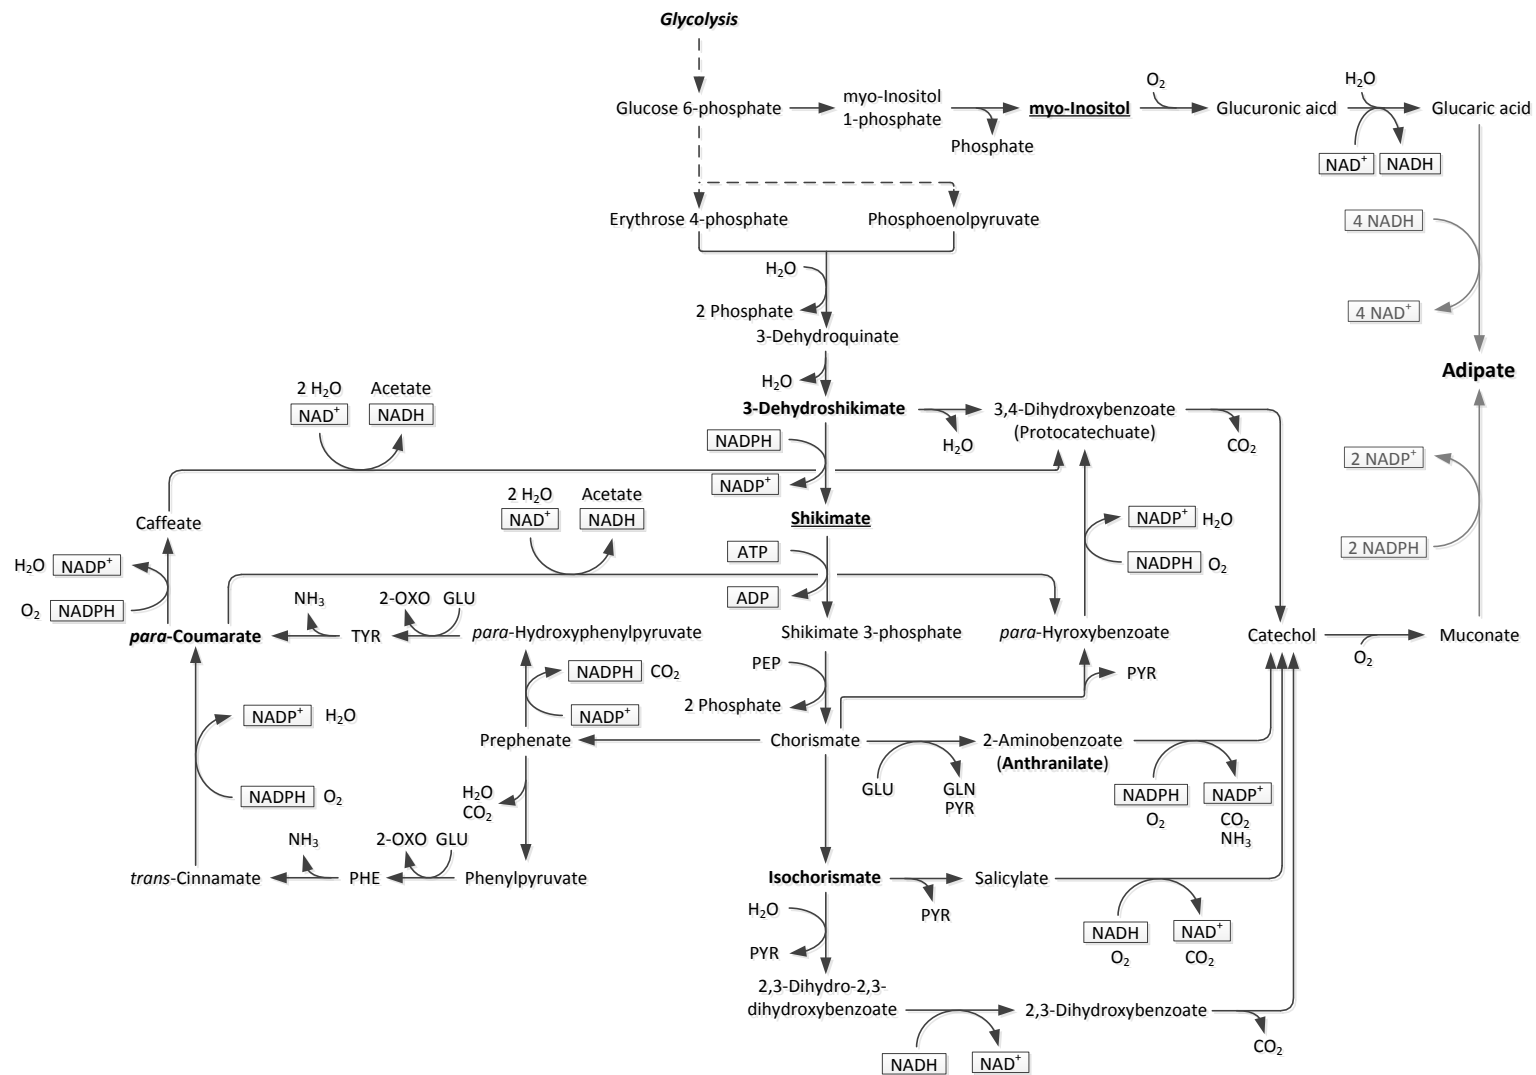 Glycolysis
Glucose 6-phosphate
myo-Inositol
1-phosphate
Phosphate
myo-Inositol
O₂
Glucuronic aicd
H₂O
NAD⁺
NADH
Glucaric acid
Erythrose 4-phosphate
Phosphoenolpyruvate
4 NADH
4 NAD⁺
H₂O
2 Phosphate
3-Dehydroquinate
H₂O
Adipate
2 H₂O
Acetate
NAD⁺
NADH
3-Dehydroshikimate
H₂O
3,4-Dihydroxybenzoate
(Protocatechuate)
CO₂
NADPH
NADP⁺
2 NADP⁺
2 NADPH
2 H₂O
Acetate
NAD⁺
NADH
Shikimate
NADP⁺ H₂O
NADPH O₂
Caffeate
H₂O NADP⁺
O₂ NADPH
ATP
ADP
NH₃
2-OXO GLU
para-Coumarate
TYR
para-Hydroxyphenylpyruvate
Shikimate 3-phosphate
para-Hyroxybenzoate
Catechol
O₂
Muconate
PEP
2 Phosphate
PYR
NADPH CO₂
NADP⁺
NADP⁺ H₂O
NADPH O₂
Prephenate
Chorismate
2-Aminobenzoate
(Anthranilate)
GLU
GLN
PYR
NADPH
O₂
NADP⁺
CO₂
NH₃
H₂O
CO₂
NH₃
2-OXO GLU
trans-Cinnamate
PHE
Phenylpyruvate
Isochorismate
PYR
Salicylate
NADH
O₂
NAD⁺
CO₂
H₂O
PYR
2,3-Dihydro-2,3-
dihydroxybenzoate
NADH
NAD⁺
2,3-Dihydroxybenzoate
CO₂